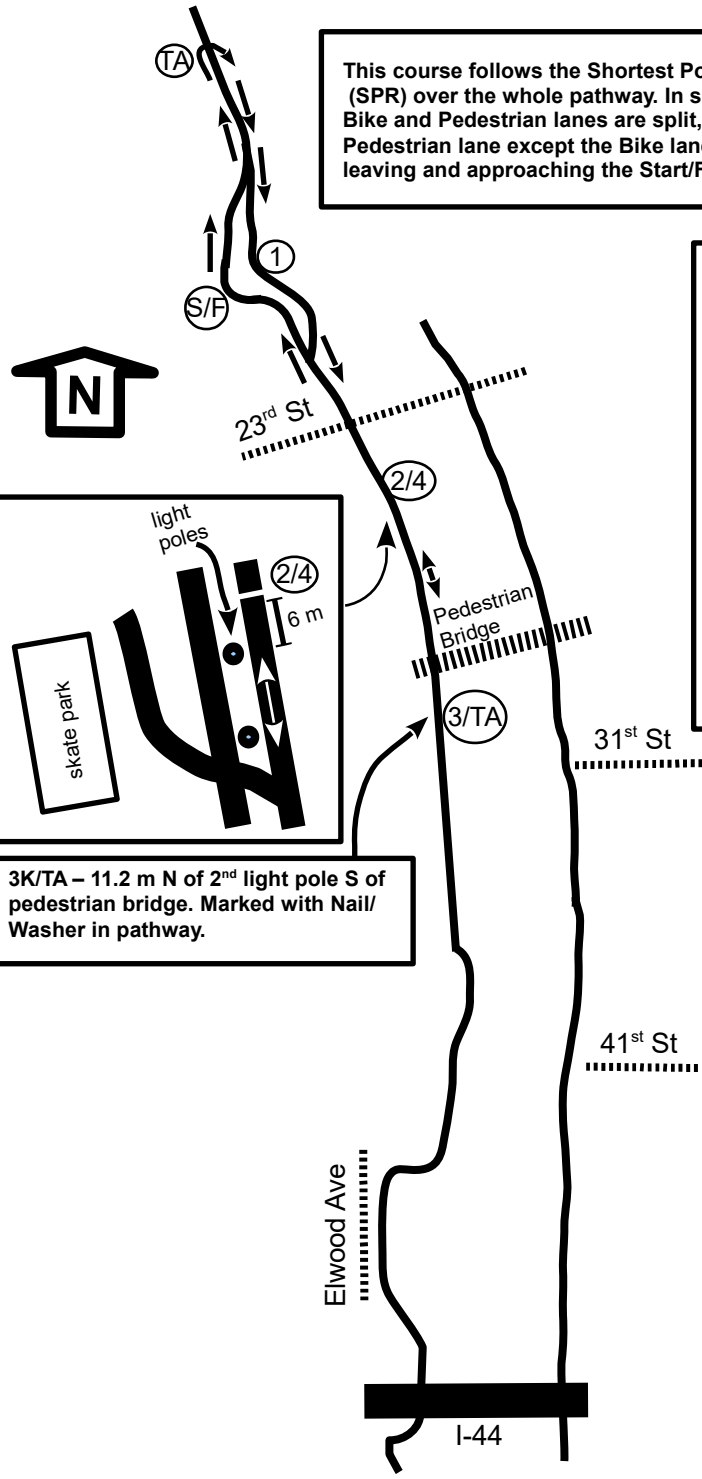 TA
This course follows the Shortest
(SPR) over the whole pathway. In
Bike and Pedestrian lanes are split,
Pedestrian lane except the Bike
leaving and approaching the
1
S/F
N
23rd St
2/4
light
poles
2/4
6 m
Pedestrian
Bridge
skate park
3/TA
31st St
3K/TA – 11.2 m N of 2nd light pole S of
pedestrian bridge. Marked with Nail/
Washer in pathway.
41st St
Elwood Ave
I-44